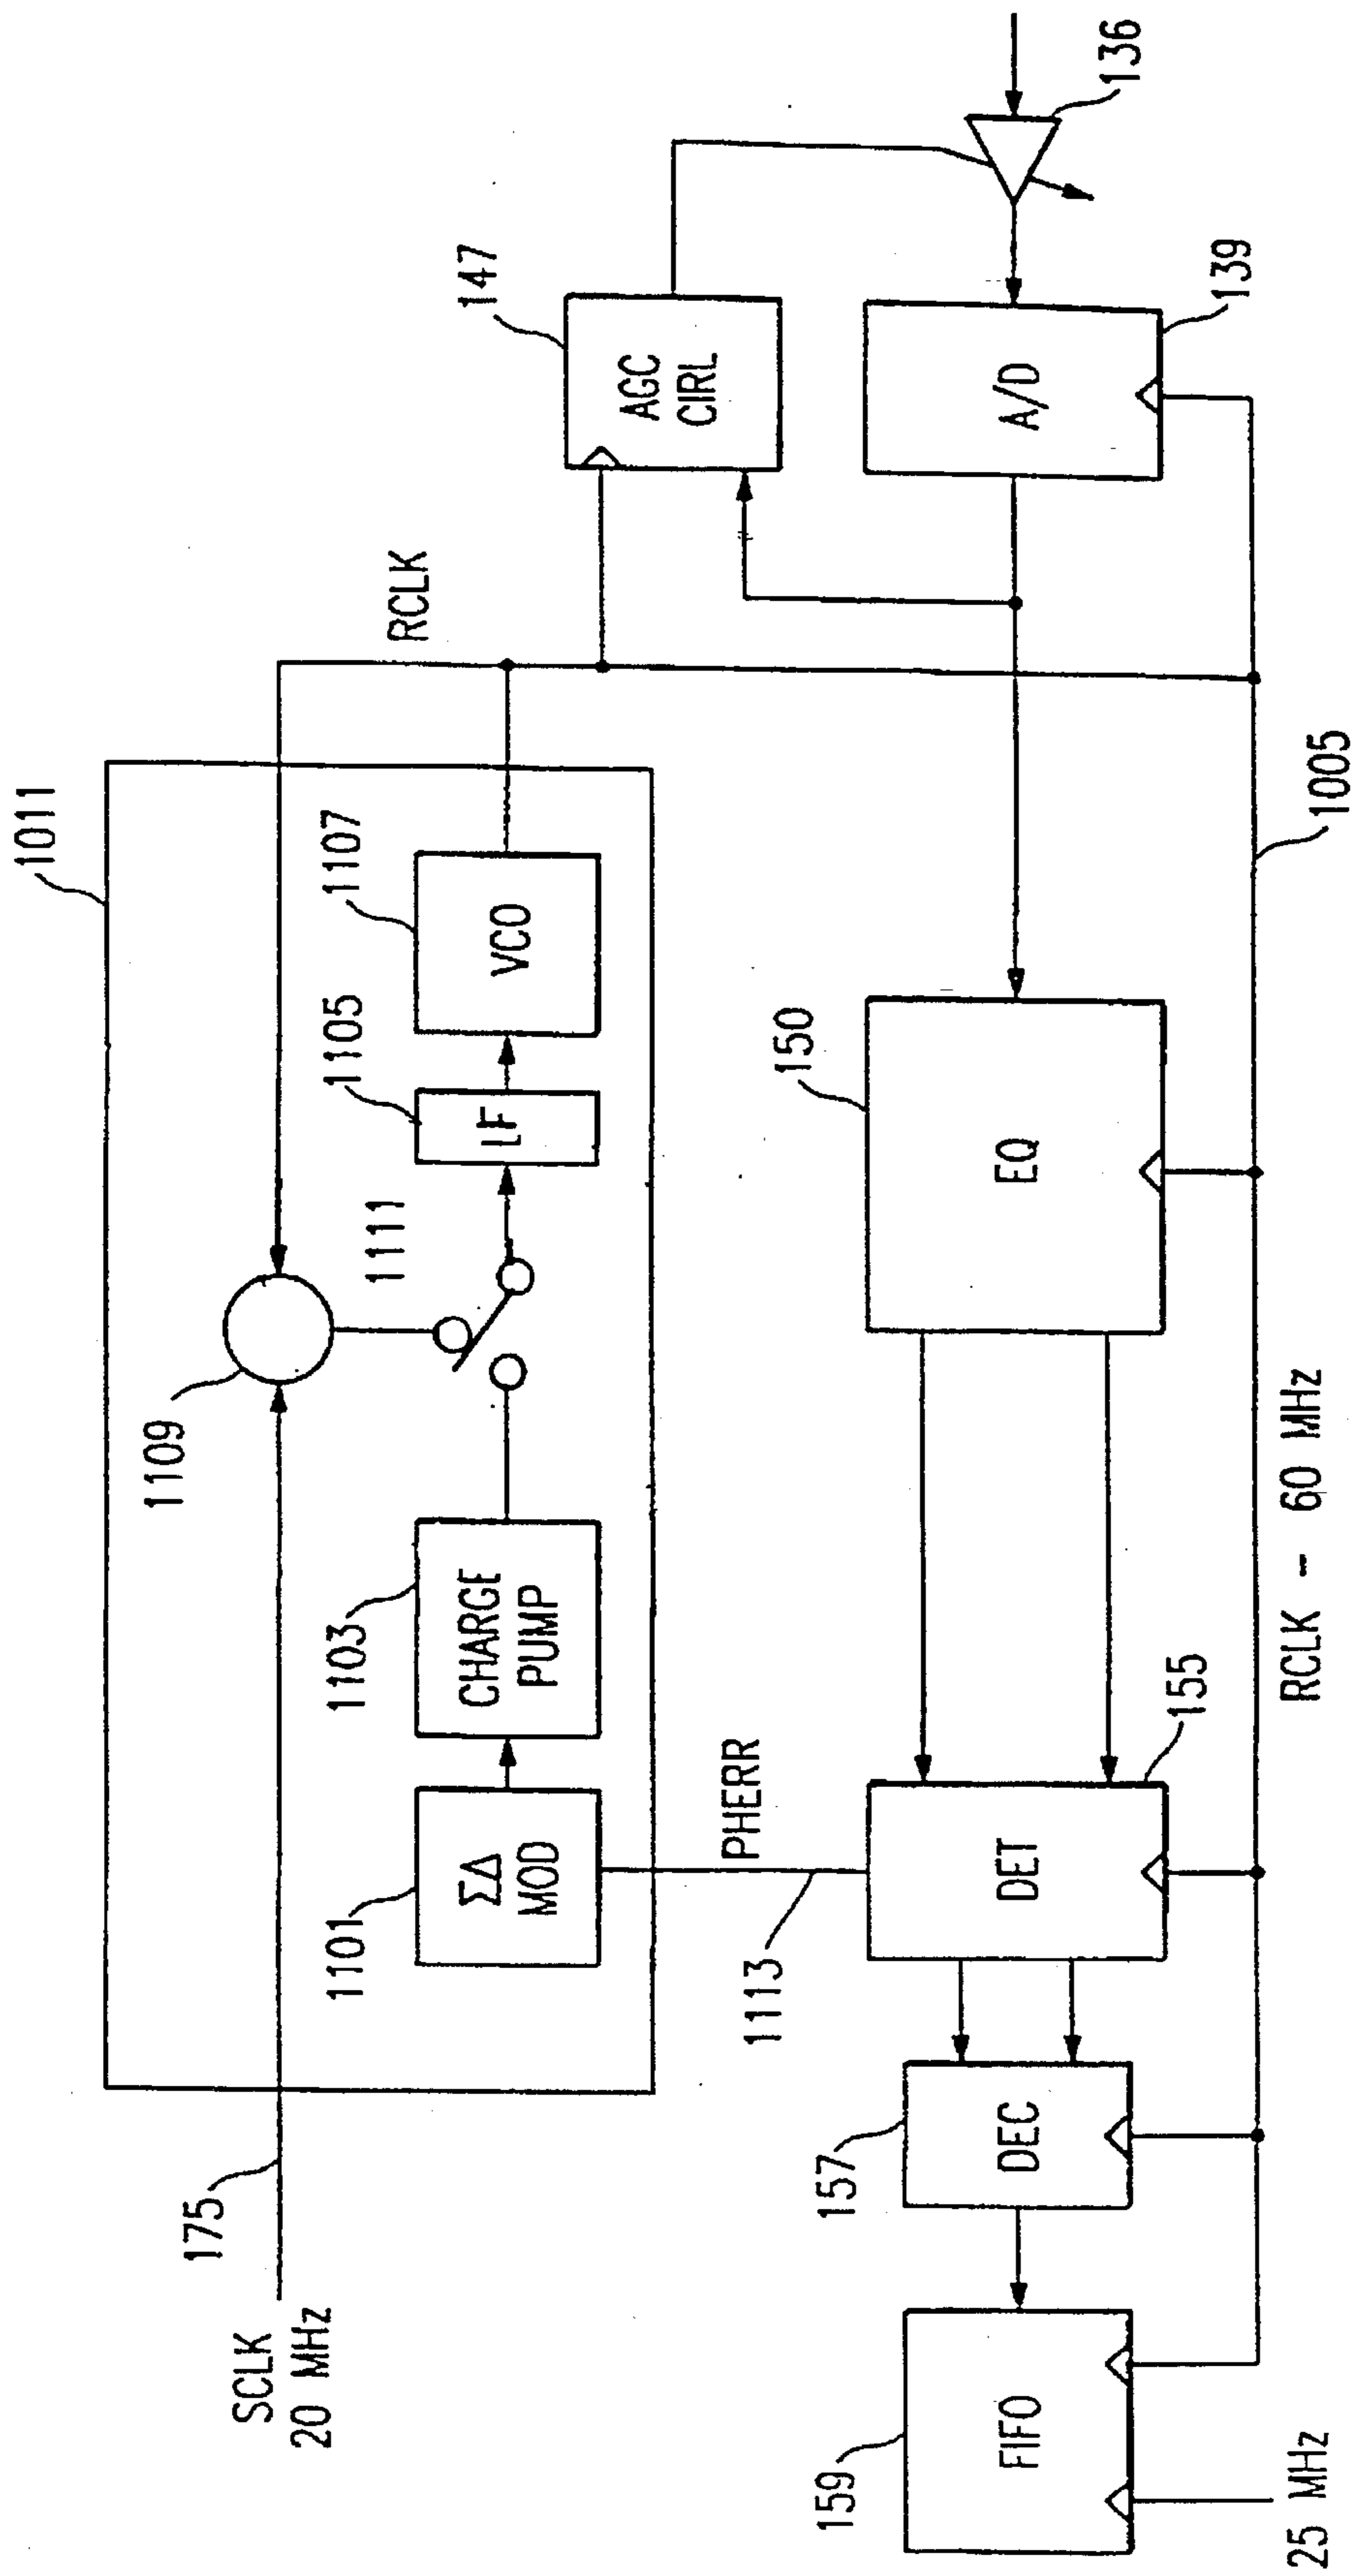 1011
1109
1111
1105
1107
VCO
LF
1103
CHARGE
PUMP
1101
ΣΔ
MOD
175
SCLK
20 MHz
RCLK
147
AGC
CIRL
136
A/D
139
PHERR
1113
150
EQ
155
DET
157
DEC
159
FIFO
1005
RCLK - 60 MHz
25 MHz